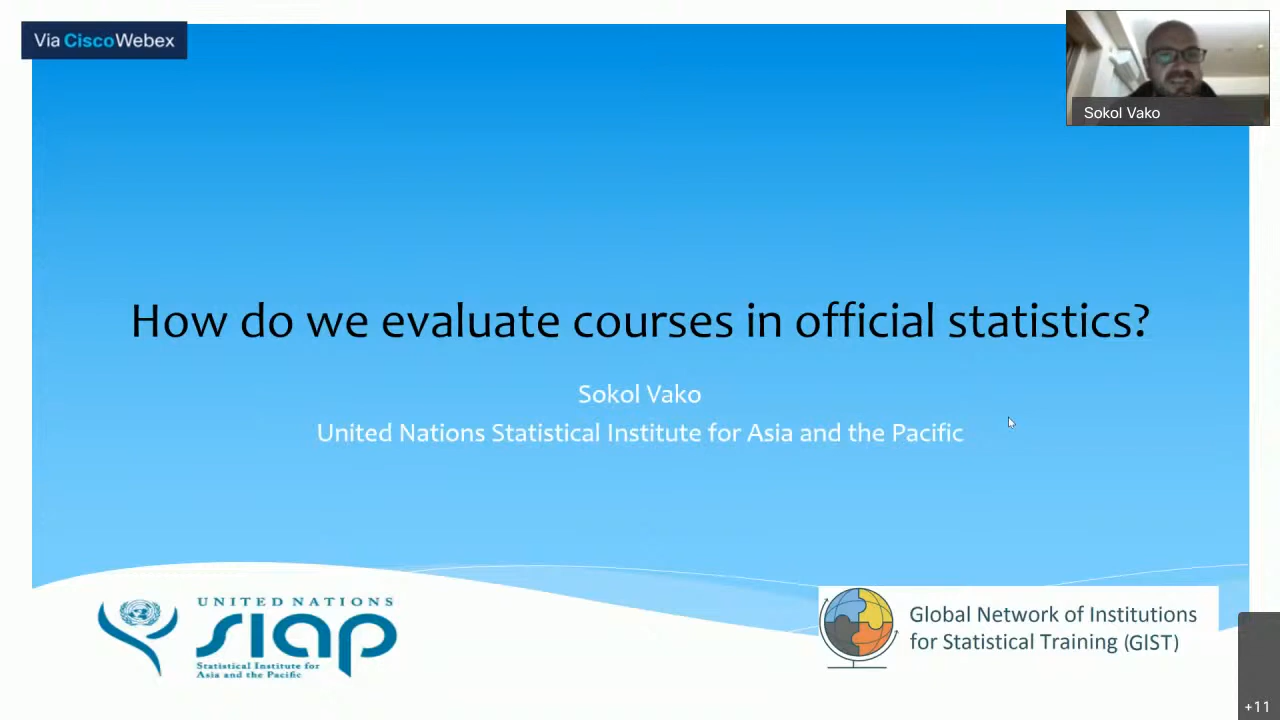 Via CiscoWebex
Sokol Vako
How do we evaluate courses in official statistics?
Sokol Vako
United Nations Statistical Institute for Asia and the Pacific
UNITED NATIONS
SIAP
Statistical Institute for
Asia and the Pacific
Global Network of Institutions
for Statistical Training (GIST)
+11